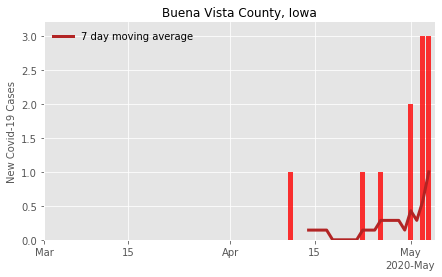 Buena Vista County, Iowa
7 day moving average
New Covid-19 Cases
3.0
2.5
2.0
1.5
1.0
0.5
0.0
Mar 15 Apr 15 May
2020-May